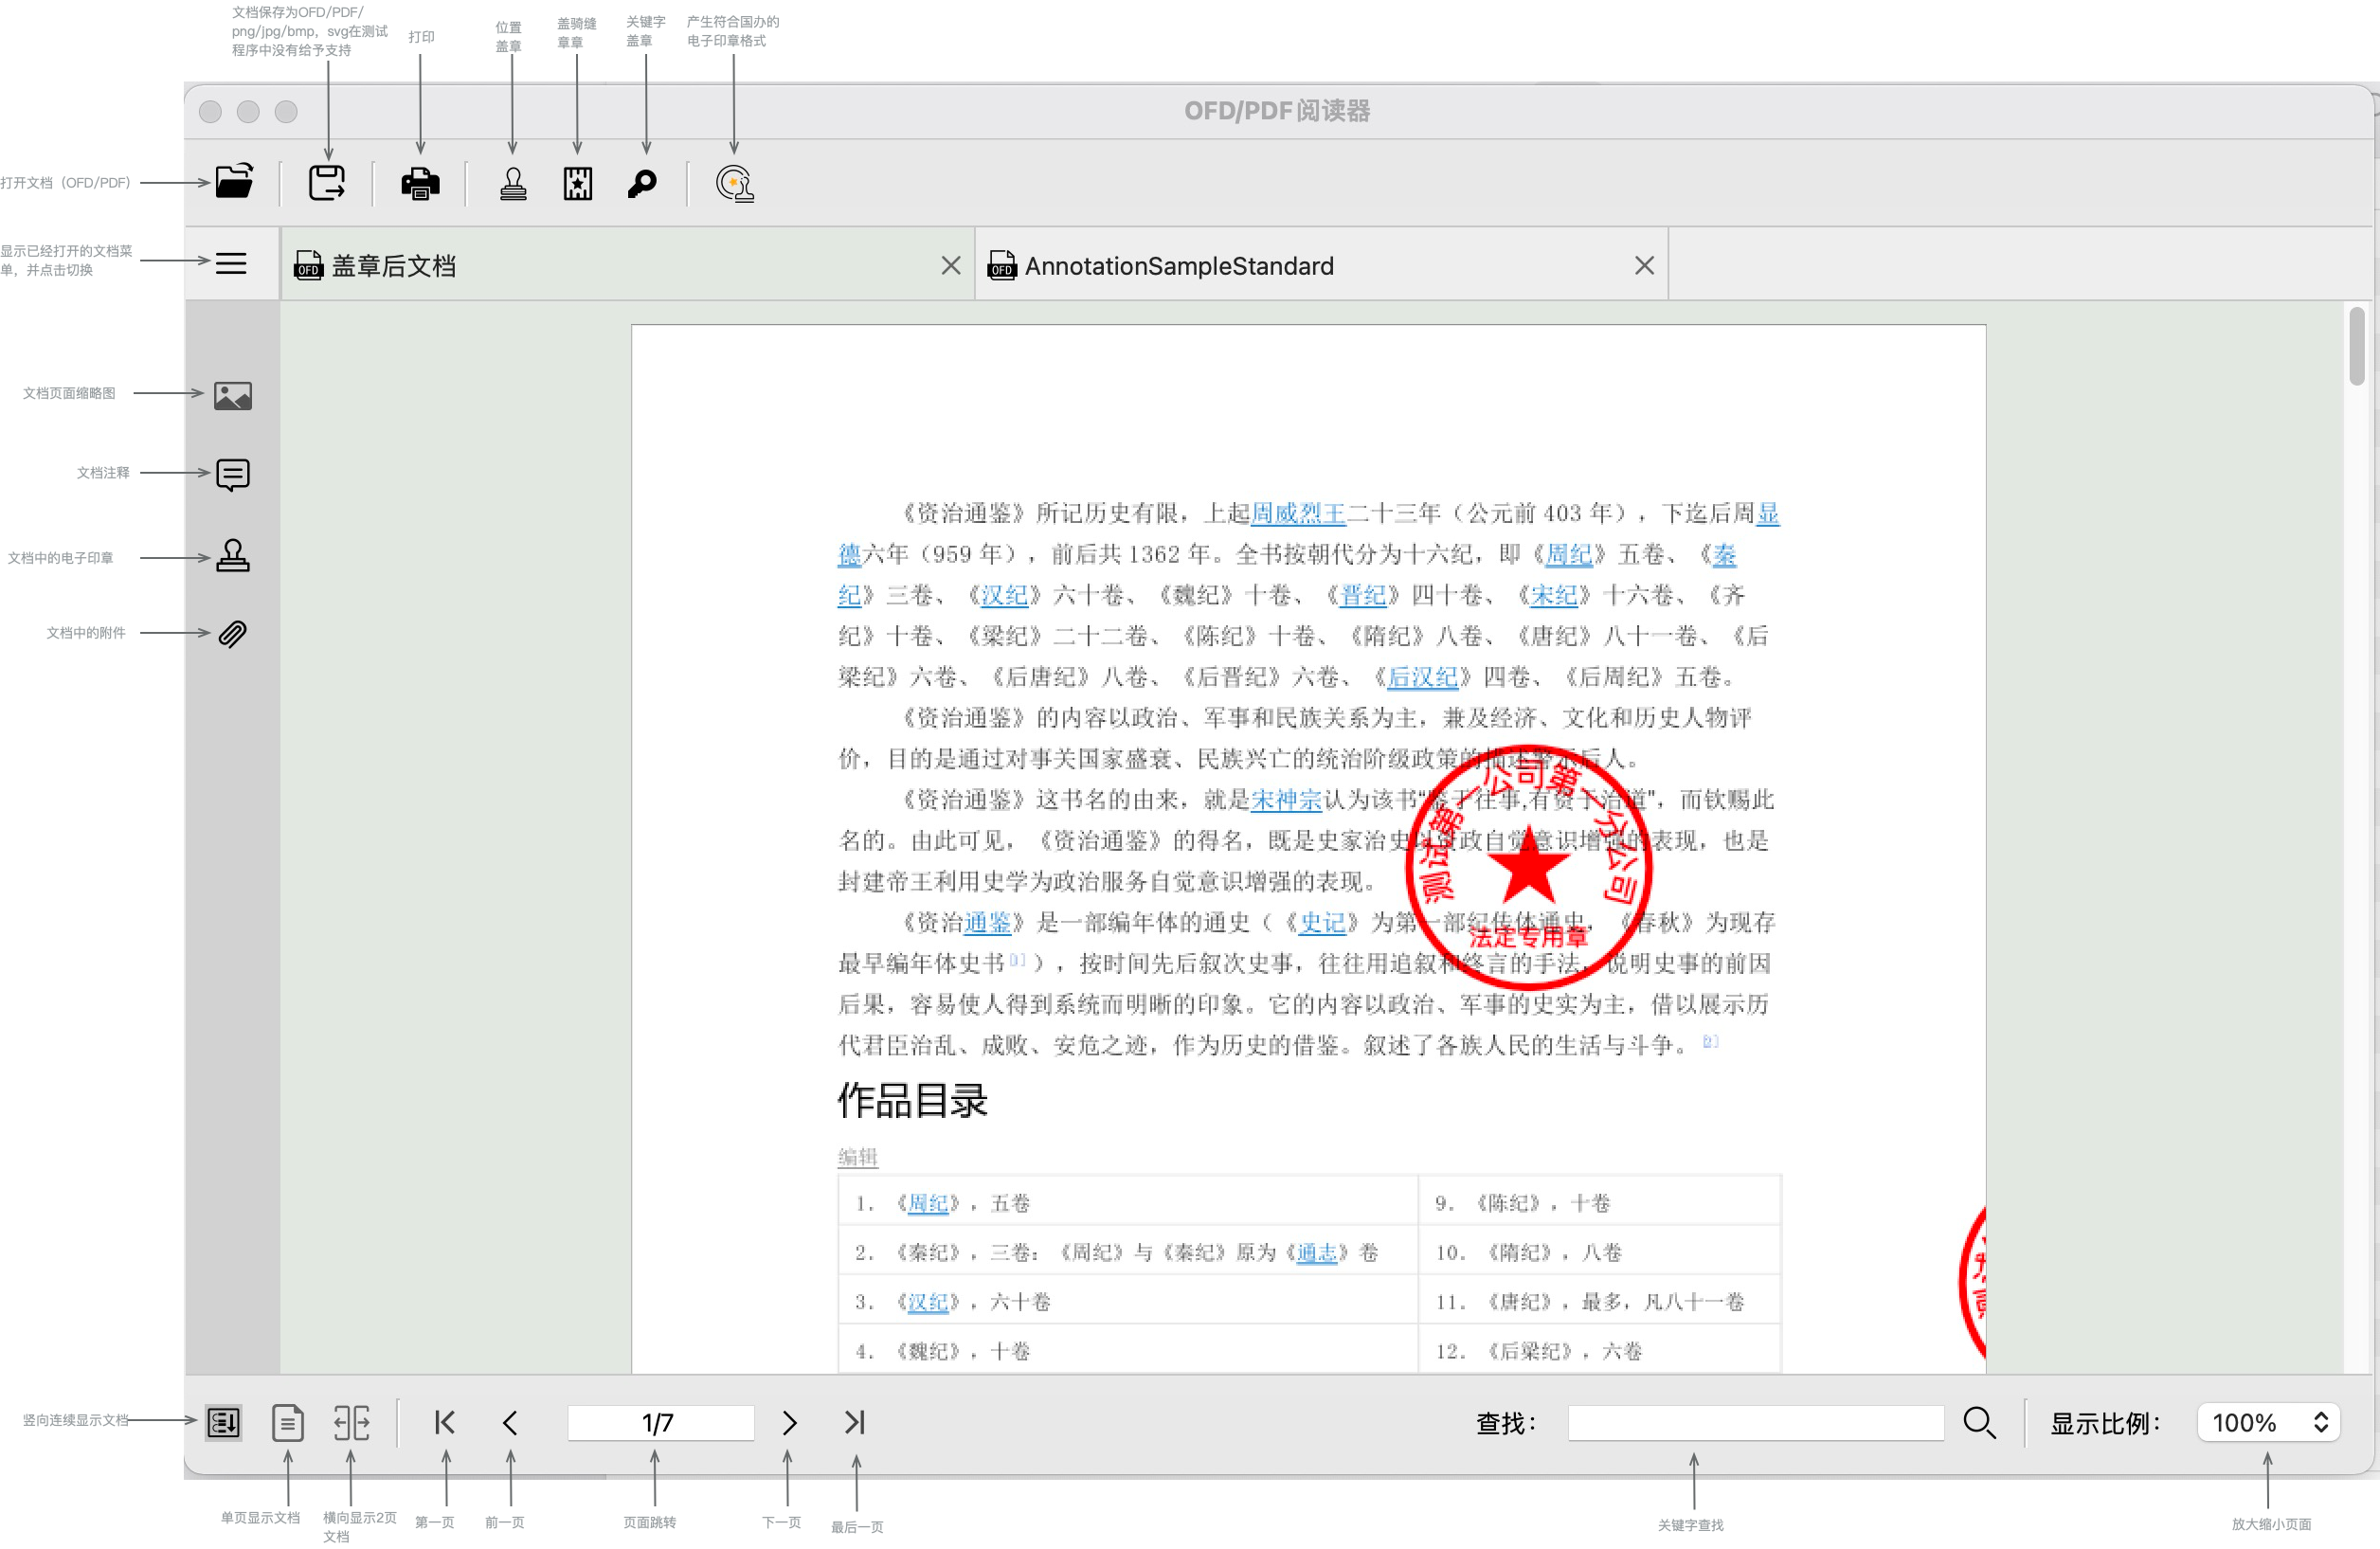 文档保存为OFD/PDF/
png/jpg/bmp，svg在测试
程序中没有给予支持
打印
位置
盖章
盖骑缝
章章
关键字
盖章
产生符合国办的
电子印章格式
OFD/PDF阅读器
打开文档（OFD/PDF）
显示已经打开的文档菜
单，并点击切换
OFD 盖章后文档
OFD AnnotationSampleStandard
文档页面缩略图
文档注释
文档中的电子印章
文档中的附件
《资治通鉴》所记历史有限，上起周威烈王二十三年（公元前 403 年），下迄后周显
德六年（959 年），前后共 1362 年。全书按朝代分为十六纪，即《周纪》五卷、《秦
纪》三卷、《汉纪》六十卷、《魏纪》十卷、《晋纪》四十卷、《宋纪》十六卷、《齐
纪》十卷、《梁纪》二十二卷、《陈纪》十卷、《隋纪》八卷、《唐纪》八十一卷、《后
梁纪》六卷、《后唐纪》八卷、《后晋纪》六卷、《后汉纪》四卷、《后周纪》五卷。
《资治通鉴》的内容以政治、军事和民族关系为主，兼及经济、文化和历史人物评
价，目的是通过对事关国家盛衰、民族兴亡的统治阶级政策的描述警示后人。
《资治通鉴》这书名的由来，就是宋神宗认为该书“鉴于往事,有资于治道”，而钦赐此
名的。由此可见，《资治通鉴》的得名，既是史家治史以资政自觉意识增强的表现，也是
封建帝王利用史学为政治服务自觉意识增强的表现。
《资治通鉴》是一部编年体的通史（《史记》为第一部纪传体通史，《春秋》为现存
最早编年体史书[1]），按时间先后叙次史事，往往用追叙和终言的手法，说明史事的前因
后果，容易使人得到系统而明晰的印象。它的内容以政治、军事的史实为主，借以展示历
代君臣治乱、成败、安危之迹，作为历史的借鉴。叙述了各族人民的生活与斗争。[2]
测试第一公司第一分公司
法定专用章
作品目录
编辑
1. 《周纪》，五卷
9. 《陈纪》，十卷
2. 《秦纪》，三卷：《周纪》与《秦纪》原为《通志》卷
10. 《隋纪》，八卷
3. 《汉纪》，六十卷
11. 《唐纪》，最多，凡八十一卷
4. 《魏纪》，十卷
12. 《后梁纪》，六卷
竖向连续显示文档
1/7
查找：
显示比例：
100%
单页显示文档
横向显示2页
文档
第一页
前一页
页面跳转
下一页
最后一页
关键字查找
放大缩小页面